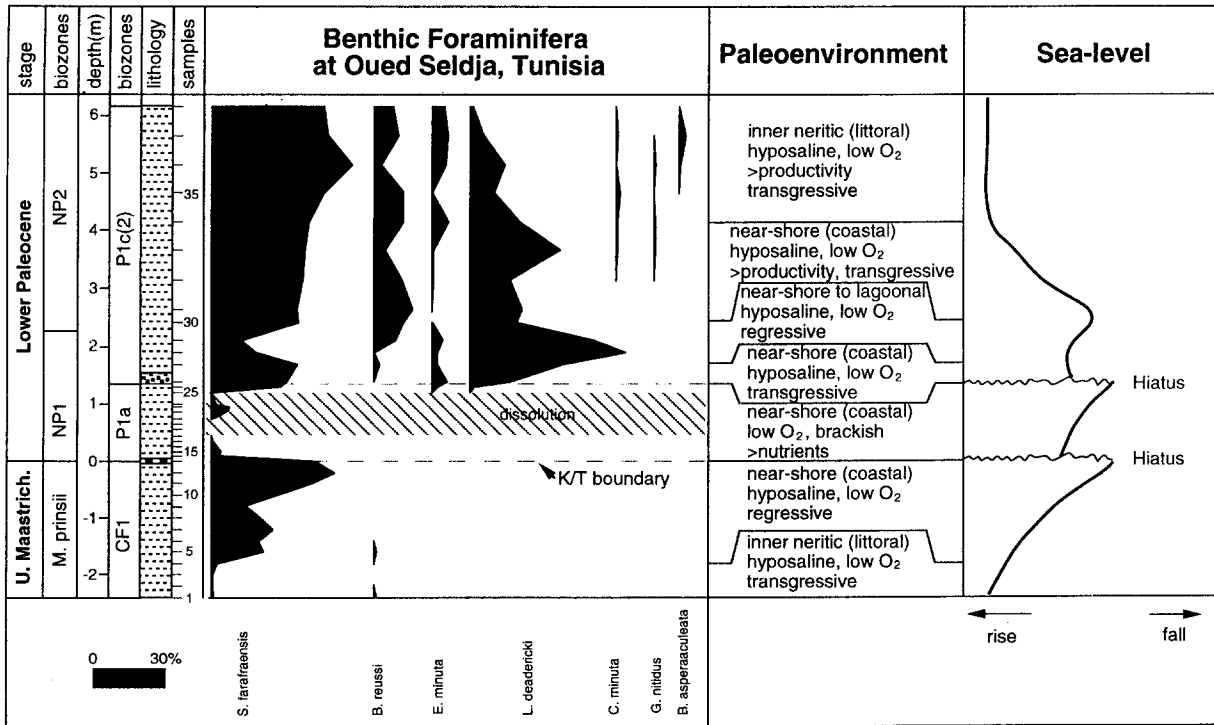 stage
biozones
depth(m)
biozones
lithology
samples
Benthic Foraminifera
at Oued Seldja, Tunisia
Paleoenvironment
Sea-level
Lower Paleocene
U. Maastrich.
NP2
NP1
M. prinsii
6
5
4
3
2
1
0
-1
-2
P1c(2)
P1a
CF1
35
30
25
15
10
5
1
dissolution
K/T boundary
inner neritic (littoral)
hyposaline, low O₂
>productivity
transgressive
near-shore (coastal)
hyposaline, low O₂
>productivity, transgressive
near-shore to lagoonal
hyposaline, low O₂
regressive
near-shore (coastal)
hyposaline, low O₂
transgressive
near-shore (coastal)
low O₂, brackish
>nutrients
near-shore (coastal)
hyposaline, low O₂
regressive
inner neritic (littoral)
hyposaline, low O₂
transgressive
Hiatus
Hiatus
rise
fall
0 30%
S. farafraensis
B. reussi
E. minuta
L. deadericki
C. minuta
G. nitidus
B. asperaaculeata